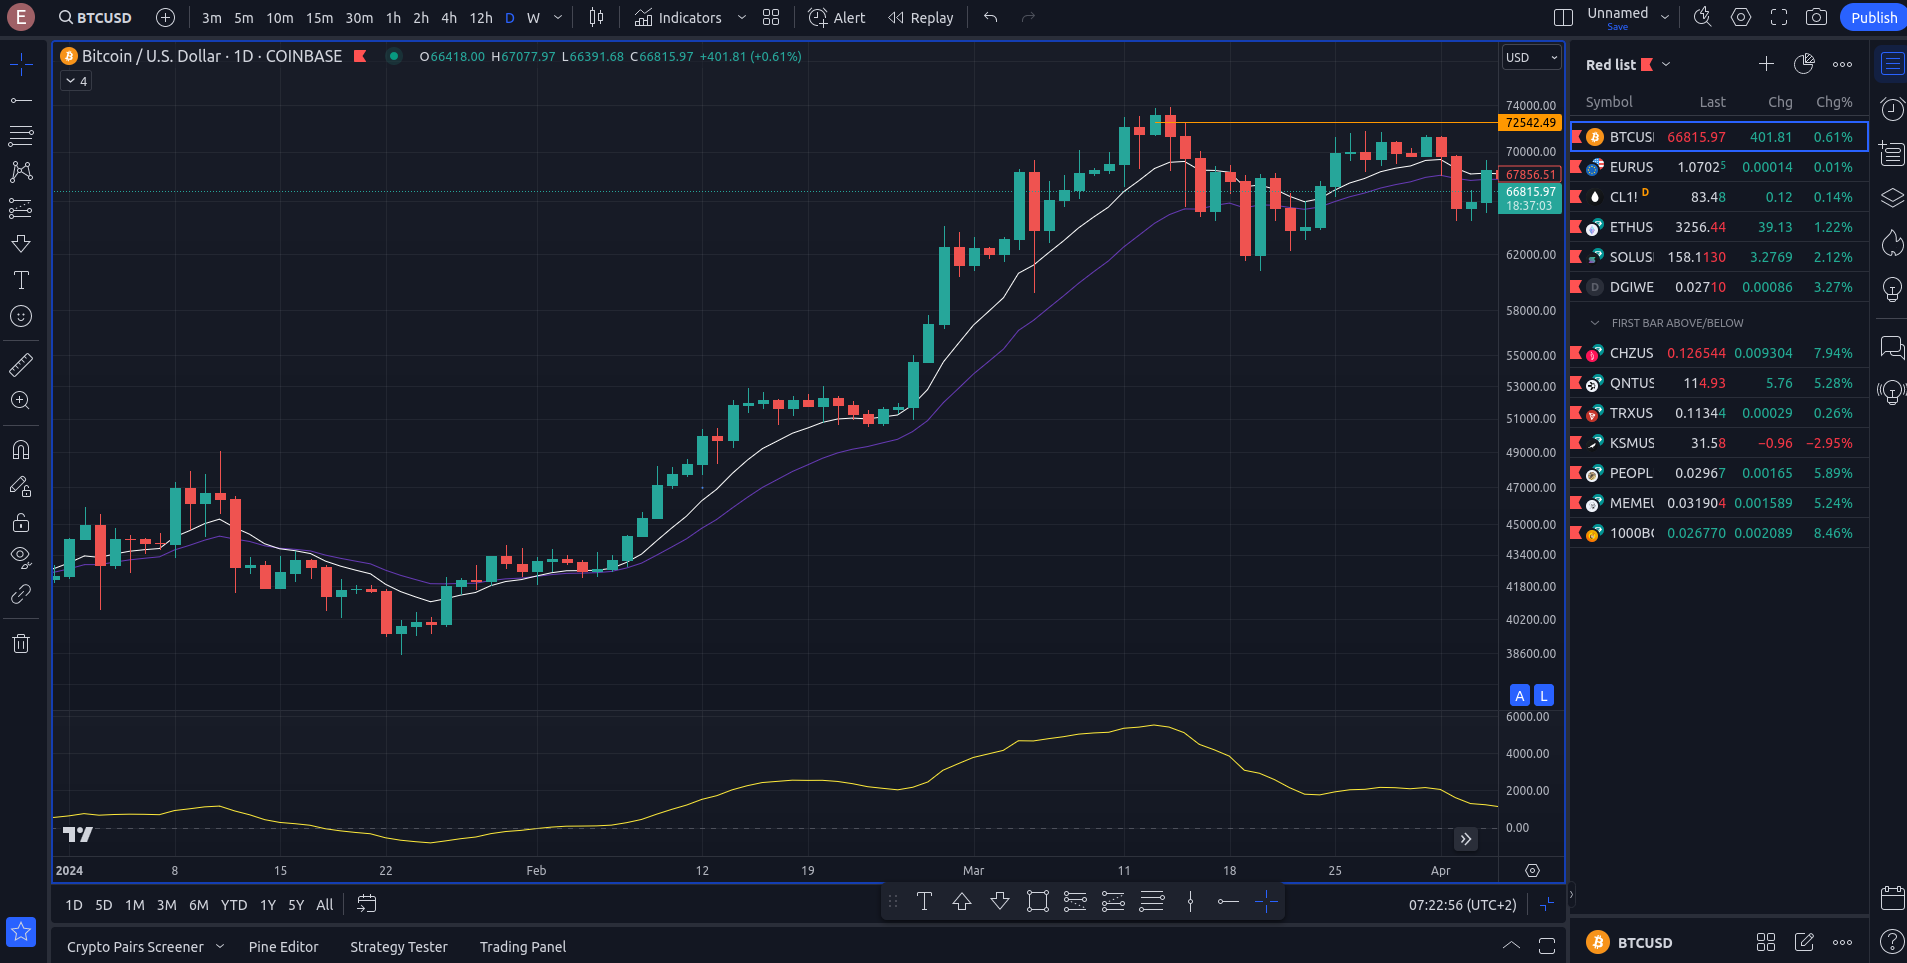 E BTCUSD 3m 5m 10m 15m 30m 1h 2h 4h 12h D W Indicators Alert Replay Unnamed Save Publish
Bitcoin / U.S. Dollar · 1D · COINBASE O66418.00 H67077.97 L66391.68 C66815.97 +401.81 (+0.61%)
4
USD
74000.00
72542.49
70000.00
67856.51
66815.97
18:37:03
62000.00
58000.00
55000.00
53000.00
51000.00
49000.00
47000.00
45000.00
43400.00
41800.00
40200.00
38600.00
A L
6000.00
4000.00
2000.00
0.00
2024 8 15 22 Feb 12 19 Mar 11 18 25 Apr
1D 5D 1M 3M 6M YTD 1Y 5Y All T 07:22:56 (UTC+2)
Crypto Pairs Screener Pine Editor Strategy Tester Trading Panel
Red list
Symbol Last Chg Chg%
BTCUS 66815.97 401.81 0.61%
EURUS 1.07025 0.00014 0.01%
CL1! D 83.48 0.12 0.14%
ETHUS 3256.44 39.13 1.22%
SOLUS 158.1130 3.2769 2.12%
D DGIWE 0.02710 0.00086 3.27%
FIRST BAR ABOVE/BELOW
CHZUS 0.126544 0.009304 7.94%
QNTUS 114.93 5.76 5.28%
TRXUS 0.11344 0.00029 0.26%
KSMUS 31.58 −0.96 −2.95%
PEOPL 0.02967 0.00165 5.89%
MEME 0.031904 0.001589 5.24%
1000B 0.026770 0.002089 8.46%
BTCUSD